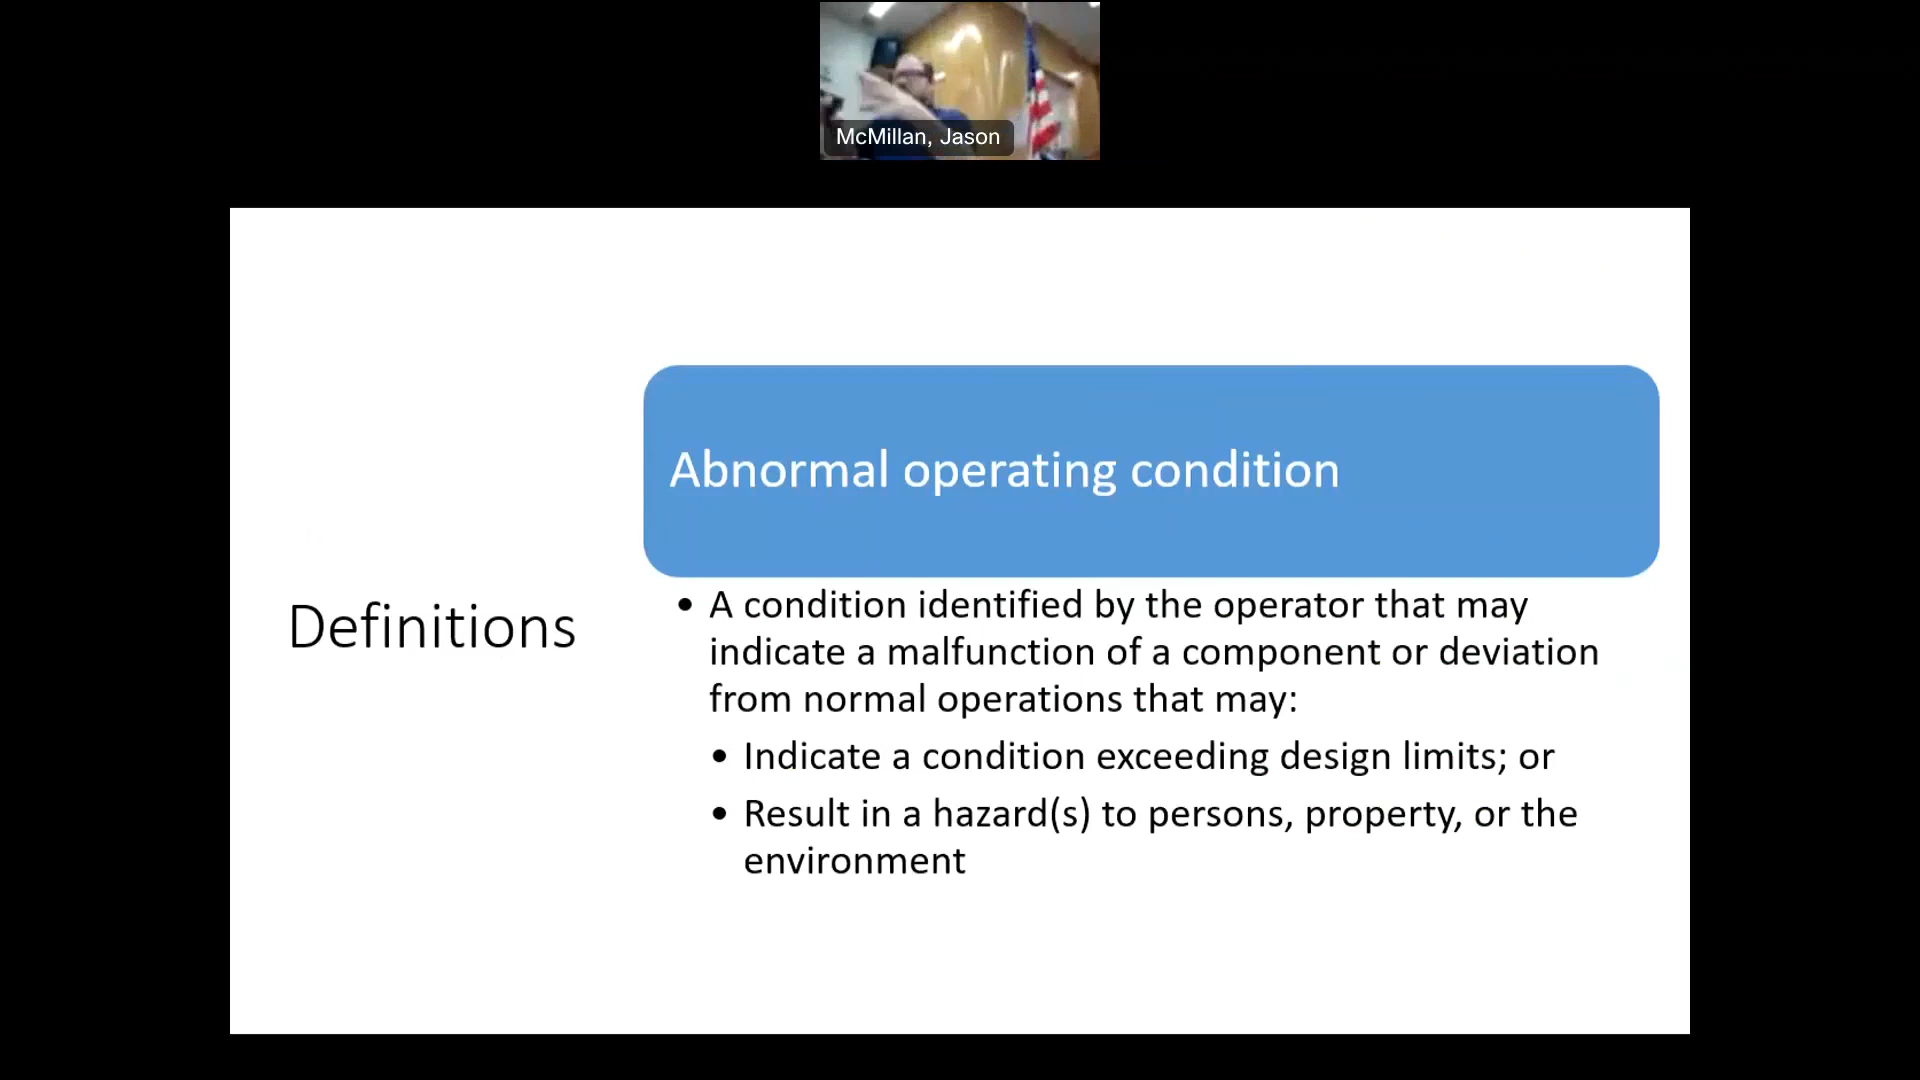 McMillan, Jason
Abnormal operating condition
Definitions
• A condition identified by the operator that may
indicate a malfunction of a component or deviation
from normal operations that may:
• Indicate a condition exceeding design limits; or
• Result in a hazard(s) to persons, property, or the
environment